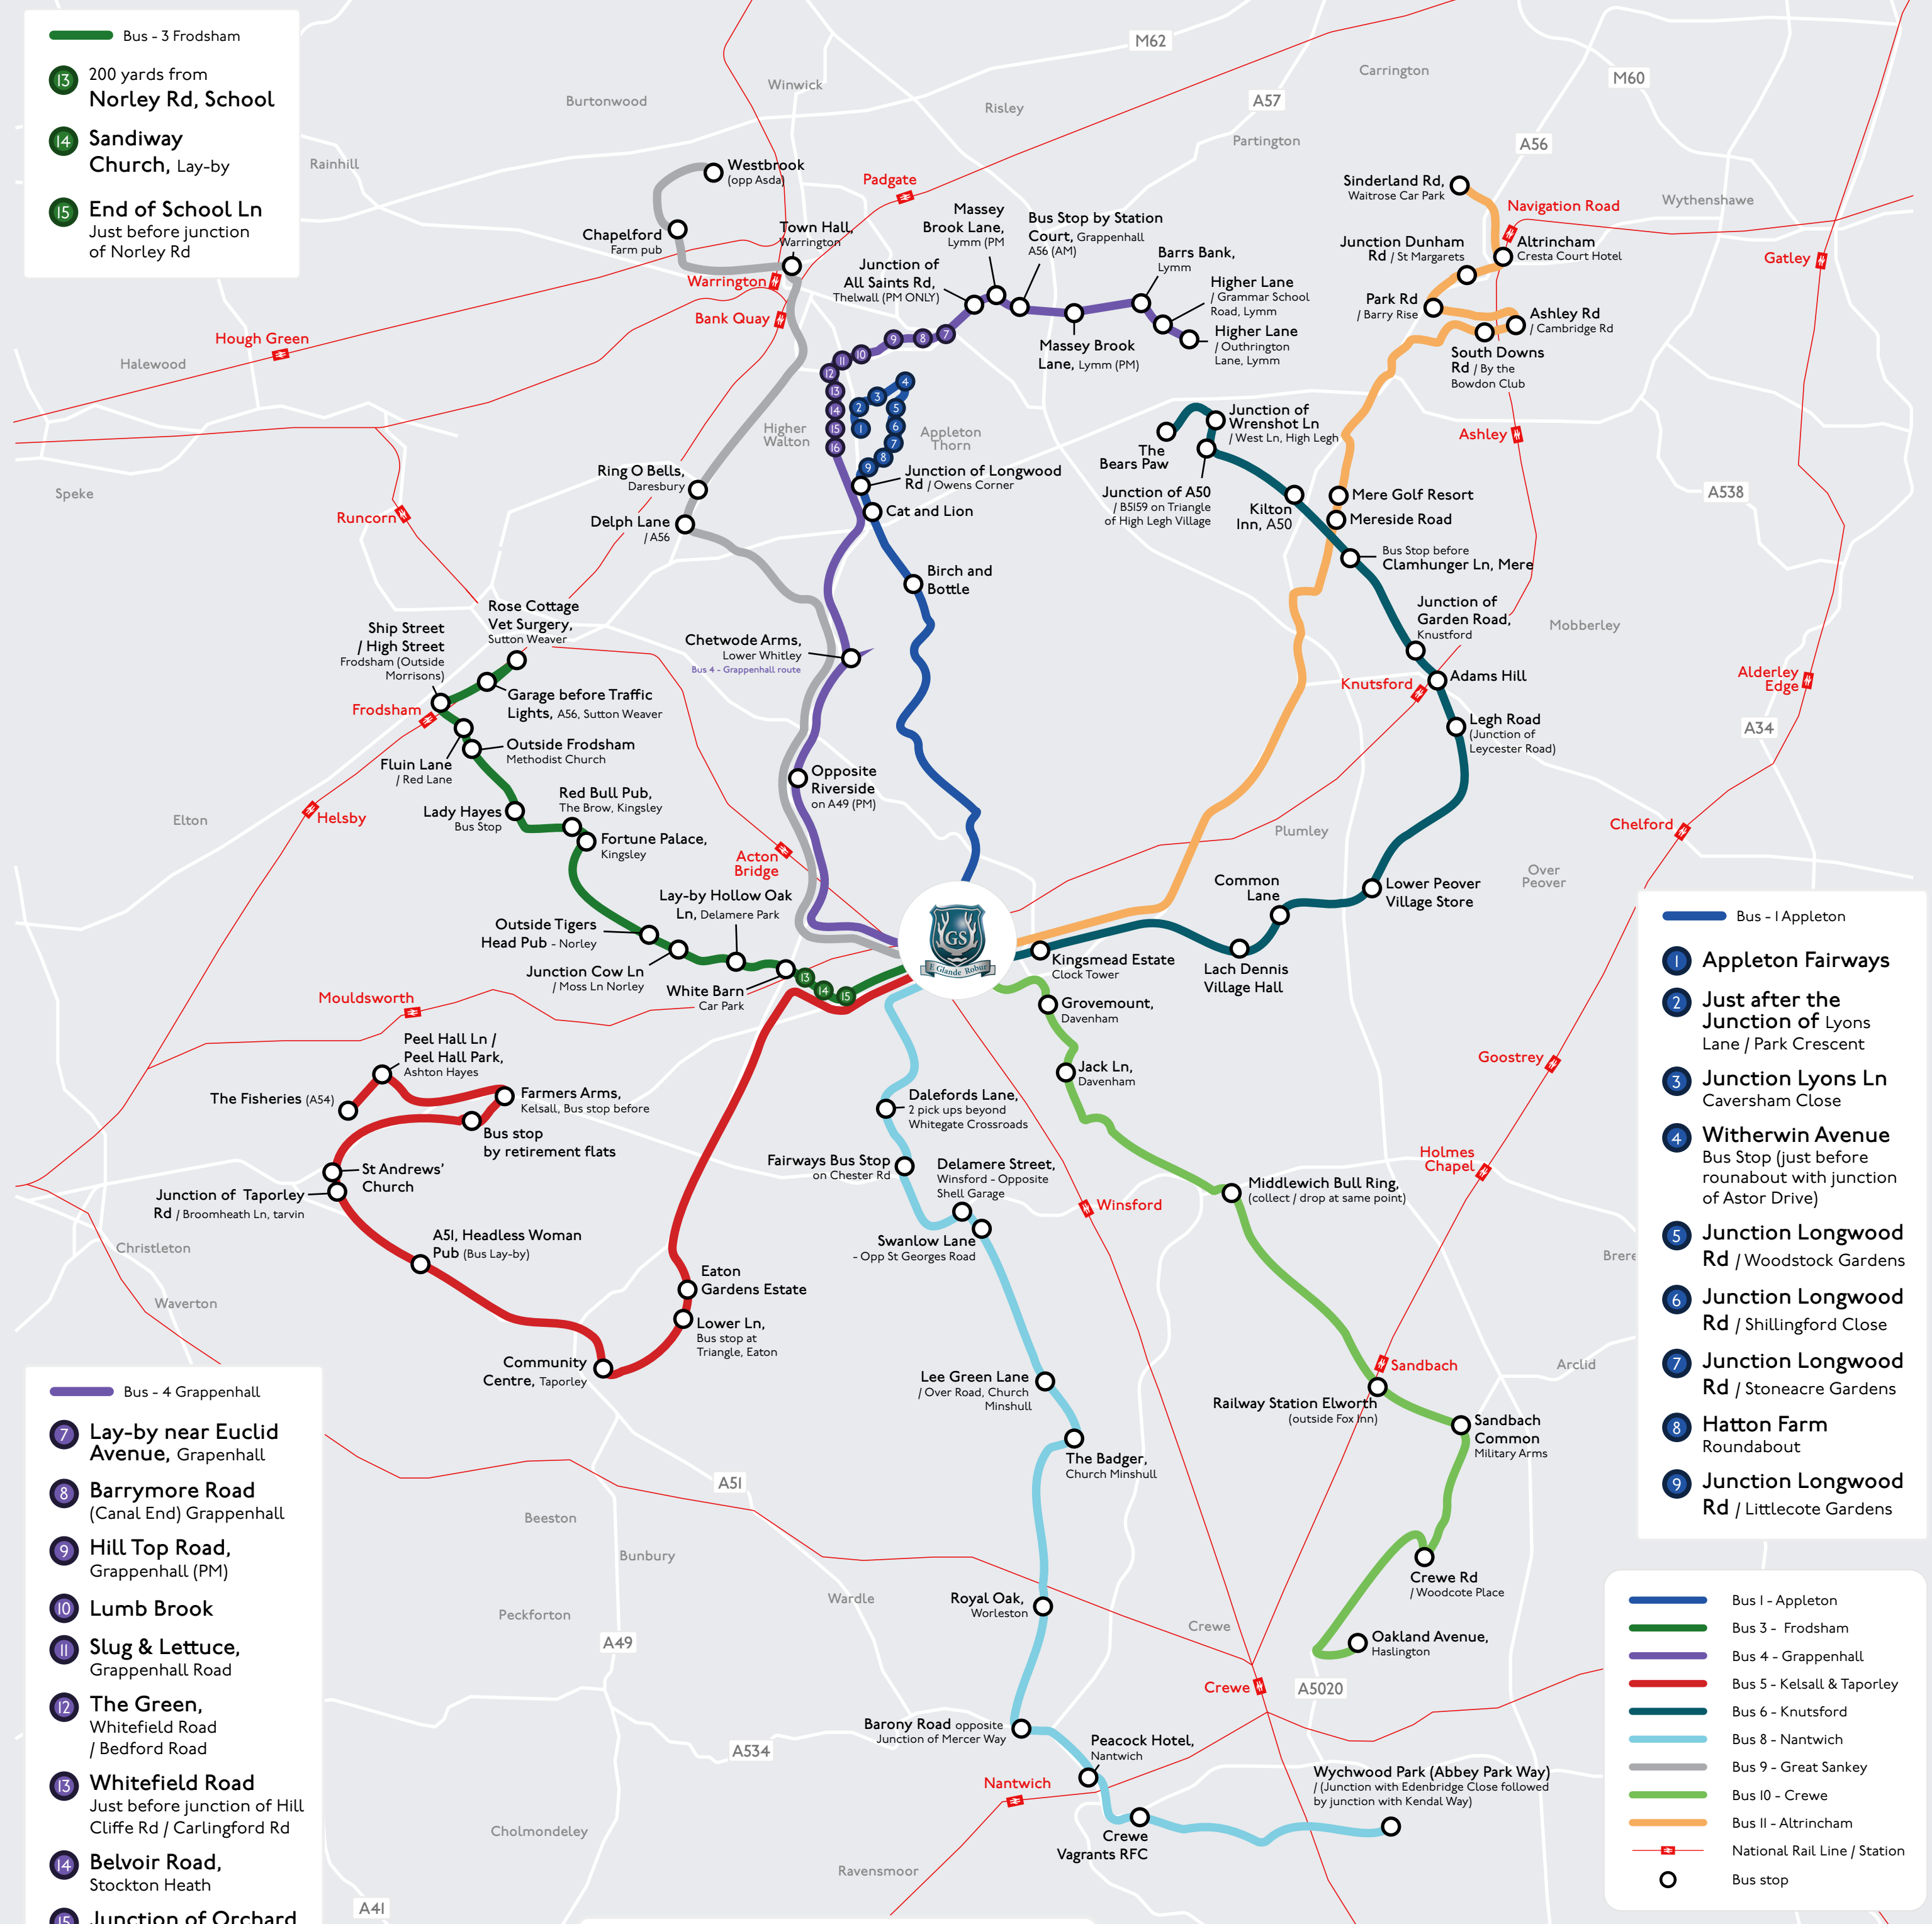 Bus - 3 Frodsham
13
200 yards from
Norley Rd, School
14
Sandiway
Church, Lay-by
15
End of School Ln
Just before junction
of Norley Rd
M62
Carrington
M60
Winwick
Burtonwood
Risley
A57
Partington
A56
Rainhill
Westbrook
(opp Asda)
Padgate
Sinderland Rd,
Waitrose Car Park
Wythenshawe
Navigation Road
Chapelford
Farm pub
Town Hall,
Warrington
Massey
Brook Lane,
Lymm (PM
Bus Stop by Station
Court, Grappenhall
A56 (AM)
Barrs Bank,
Lymm
Junction Dunham
Rd / St Margarets
Altrincham
Cresta Court Hotel
Gatley
Warrington
Bank Quay
Junction of
All Saints Rd,
Thelwall (PM ONLY)
Higher Lane
/ Grammar School
Road, Lymm
Park Rd
/ Barry Rise
Ashley Rd
/ Cambridge Rd
Hough Green
Halewood
Massey Brook
Lane, Lymm (PM)
Higher Lane
/ Outhrington
Lane, Lymm
South Downs
Rd / By the
Bowdon Club
7
8
9
10
11
12
13
14
15
16
4
3
2
1
5
6
7
8
9
Higher
Walton
Appleton
Thorn
The
Bears Paw
Junction of
Wrenshot Ln
/ West Ln, High Legh
Ashley
Speke
Runcorn
Ring O Bells,
Daresbury
Delph Lane
/ A56
Junction of Longwood
Rd / Owens Corner
Cat and Lion
Junction of A50
/ B5159 on Triangle
of High Legh Village
Kilton
Inn, A50
Mere Golf Resort
Mereside Road
A538
Bus Stop before
Clamhunger Ln, Mere
Birch and
Bottle
Rose Cottage
Vet Surgery,
Sutton Weaver
Ship Street
/ High Street
Frodsham (Outside
Morrisons)
Chetwode Arms,
Lower Whitley
Bus 4 - Grappenhall route
Junction of
Garden Road,
Knustford
Mobberley
Knutsford
Adams Hill
Alderley
Edge
Frodsham
Garage before Traffic
Lights, A56, Sutton Weaver
Legh Road
(Junction of
Leycester Road)
A34
Fluin Lane
/ Red Lane
Outside Frodsham
Methodist Church
Opposite
Riverside
on A49 (PM)
Elton
Helsby
Lady Hayes
Bus Stop
Red Bull Pub,
The Brow, Kingsley
Fortune Palace,
Kingsley
Plumley
Chelford
Acton
Bridge
Over
Peover
Lay-by Hollow Oak
Ln, Delamere Park
Common
Lane
Lower Peover
Village Store
Outside Tigers
Head Pub - Norley
Junction Cow Ln
/ Moss Ln Norley
White Barn
Car Park
13
14
15
GS
E Glande Robur
Kingsmead Estate
Clock Tower
Lach Dennis
Village Hall
Mouldsworth
Grovemount,
Davenham
Peel Hall Ln /
Peel Hall Park,
Ashton Hayes
The Fisheries (A54)
Farmers Arms,
Kelsall, Bus stop before
Bus stop
by retirement flats
Jack Ln,
Davenham
Dalefords Lane,
2 pick ups beyond
Whitegate Crossroads
Goostrey
St Andrews'
Church
Junction of Taporley
Rd / Broomheath Ln, tarvin
Fairways Bus Stop
on Chester Rd
Delamere Street,
Winsford - Opposite
Shell Garage
Winsford
Middlewich Bull Ring,
(collect / drop at same point)
Holmes
Chapel
Swanlow Lane
- Opp St Georges Road
Christleton
A51, Headless Woman
Pub (Bus Lay-by)
Eaton
Gardens Estate
Lower Ln,
Bus stop at
Triangle, Eaton
Brere
Waverton
Community
Centre, Taporley
Lee Green Lane
/ Over Road, Church
Minshull
Sandbach
Arclid
Railway Station Elworth
(outside Fox Inn)
Sandbach
Common
Military Arms
The Badger,
Church Minshull
A51
Beeston
Bunbury
Crewe Rd
/ Woodcote Place
Peckforton
Wardle
Royal Oak,
Worleston
Crewe
Oakland Avenue,
Haslington
A49
Crewe
A5020
Barony Road opposite
Junction of Mercer Way
A534
Peacock Hotel,
Nantwich
Nantwich
Wychwood Park (Abbey Park Way)
/ (Junction with Edenbridge Close followed
by junction with Kendal Way)
Cholmondeley
Crewe
Vagrants RFC
Ravensmoor
A41
Bus - 1 Appleton
1
Appleton Fairways
2
Just after the
Junction of Lyons
Lane / Park Crescent
3
Junction Lyons Ln
Caversham Close
4
Witherwin Avenue
Bus Stop (just before
rounabout with junction
of Astor Drive)
5
Junction Longwood
Rd / Woodstock Gardens
6
Junction Longwood
Rd / Shillingford Close
7
Junction Longwood
Rd / Stoneacre Gardens
8
Hatton Farm
Roundabout
9
Junction Longwood
Rd / Littlecote Gardens
Bus - 4 Grappenhall
7
Lay-by near Euclid
Avenue, Grapenhall
8
Barrymore Road
(Canal End) Grappenhall
9
Hill Top Road,
Grappenhall (PM)
10
Lumb Brook
11
Slug & Lettuce,
Grappenhall Road
12
The Green,
Whitefield Road
/ Bedford Road
13
Whitefield Road
Just before junction of Hill
Cliffe Rd / Carlingford Rd
14
Belvoir Road,
Stockton Heath
15
Junction of Orchard
Bus 1 - Appleton
Bus 3 - Frodsham
Bus 4 - Grappenhall
Bus 5 - Kelsall & Taporley
Bus 6 - Knutsford
Bus 8 - Nantwich
Bus 9 - Great Sankey
Bus 10 - Crewe
Bus 11 - Altrincham
National Rail Line / Station
Bus stop